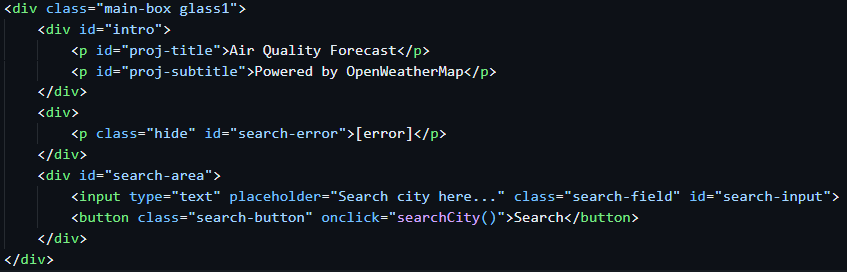 <div class="main-box glass1">
    <div id="intro">
        <p id="proj-title">Air Quality Forecast</p>
        <p id="proj-subtitle">Powered by OpenWeatherMap</p>
    </div>
    <div>
        <p class="hide" id="search-error">[error]</p>
    </div>
    <div id="search-area">
        <input type="text" placeholder="Search city here..." class="search-field" id="search-input">
        <button class="search-button" onclick="searchCity()">Search</button>
    </div>
</div>